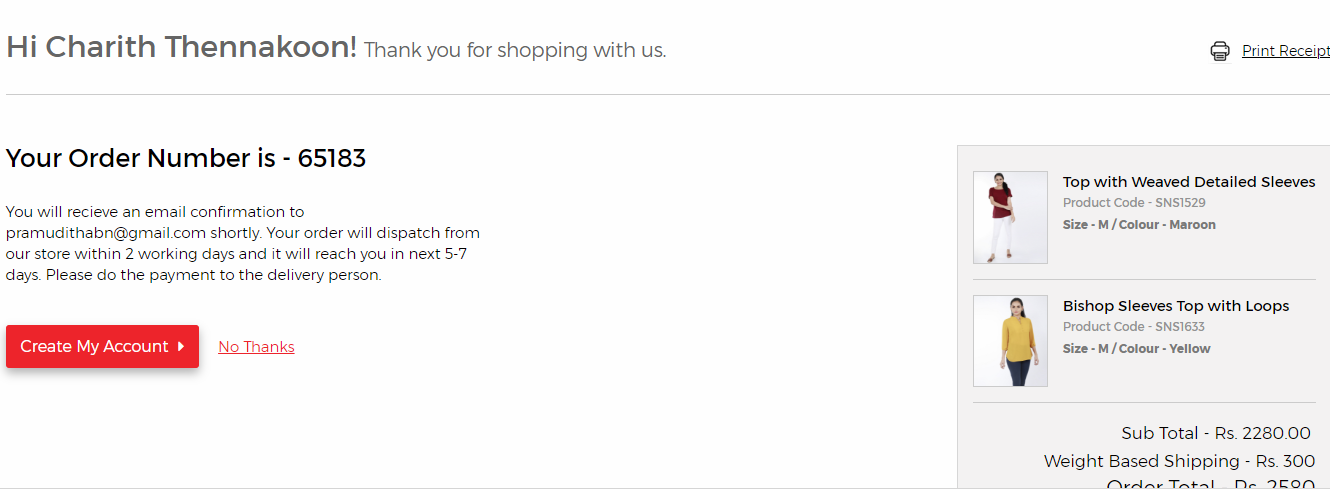 Hi Charith Thennakoon! Thank you for shopping with us.
Print Receipt
Your Order Number is - 65183
You will recieve an email confirmation to
pramudithabn@gmail.com shortly. Your order will dispatch from
our store within 2 working days and it will reach you in next 5-7
days. Please do the payment to the delivery person.
Create My Account
No Thanks
Top with Weaved Detailed Sleeves
Product Code - SNS1529
Size - M / Colour - Maroon
Bishop Sleeves Top with Loops
Product Code - SNS1633
Size - M / Colour - Yellow
Sub Total - Rs. 2280.00
Weight Based Shipping - Rs. 300
Order Total - Rs. 2580